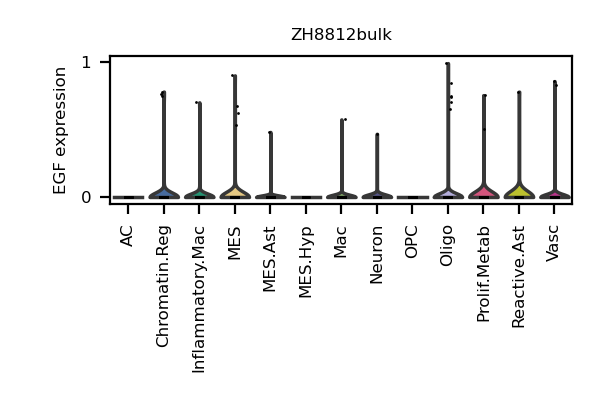 ZH8812bulk
EGF expression
1
0
AC
Chromatin.Reg
Inflammatory.Mac
MES
MES.Ast
MES.Hyp
Mac
Neuron
OPC
Oligo
Prolif.Metab
Reactive.Ast
Vasc